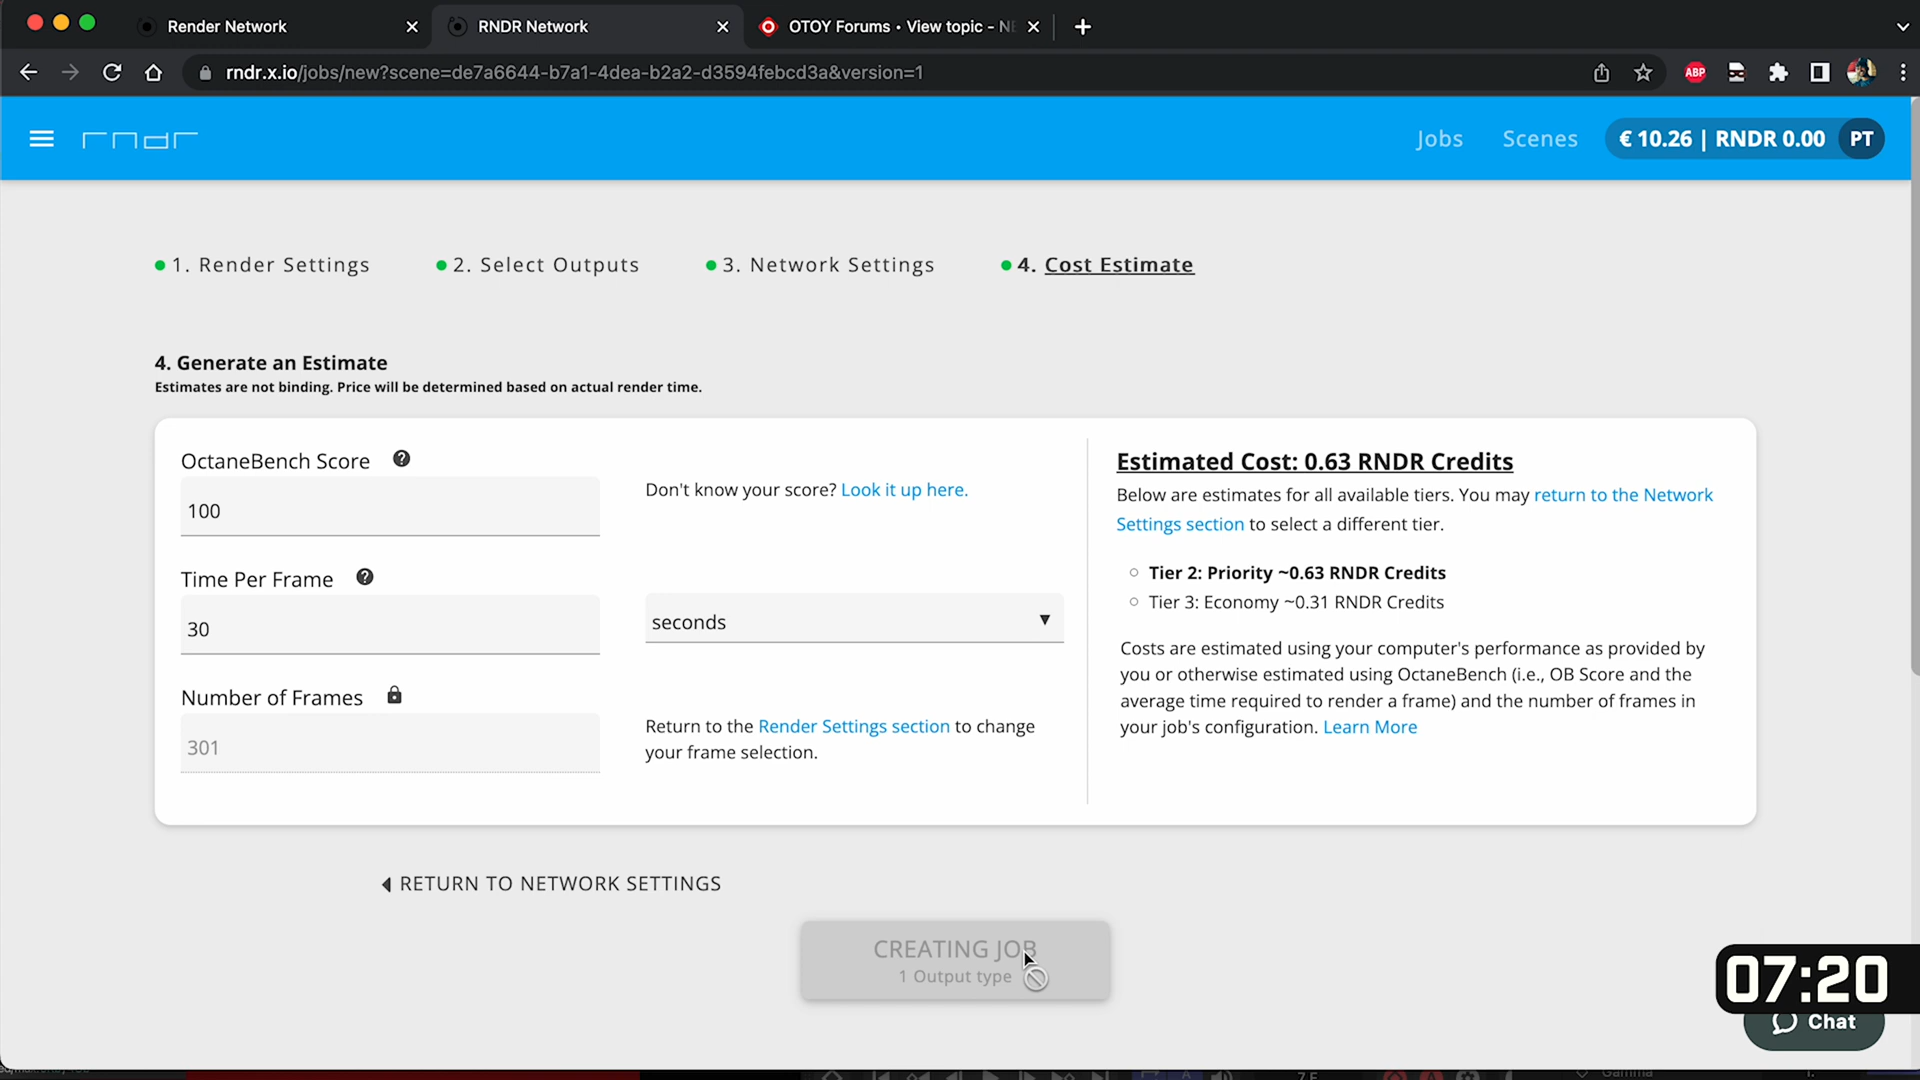 Render Network
RNDR Network
OTOY Forums • View topic - NE
rndr.x.io/jobs/new?scene=de7a6644-b7a1-4dea-b2a2-d3594febcd3a&version=1
ABP
rndr
Jobs
Scenes
€ 10.26 | RNDR 0.00
PT
1. Render Settings
2. Select Outputs
3. Network Settings
4. Cost Estimate
4. Generate an Estimate
Estimates are not binding. Price will be determined based on actual render time.
OctaneBench Score
100
Don't know your score? Look it up here.
Time Per Frame
30
seconds
Number of Frames
301
Return to the Render Settings section to change
your frame selection.
Estimated Cost: 0.63 RNDR Credits
Below are estimates for all available tiers. You may return to the Network
Settings section to select a different tier.
Tier 2: Priority ~0.63 RNDR Credits
Tier 3: Economy ~0.31 RNDR Credits
Costs are estimated using your computer's performance as provided by
you or otherwise estimated using OctaneBench (i.e., OB Score and the
average time required to render a frame) and the number of frames in
your job's configuration. Learn More
RETURN TO NETWORK SETTINGS
CREATING JOB
1 Output type
07:20
Chat